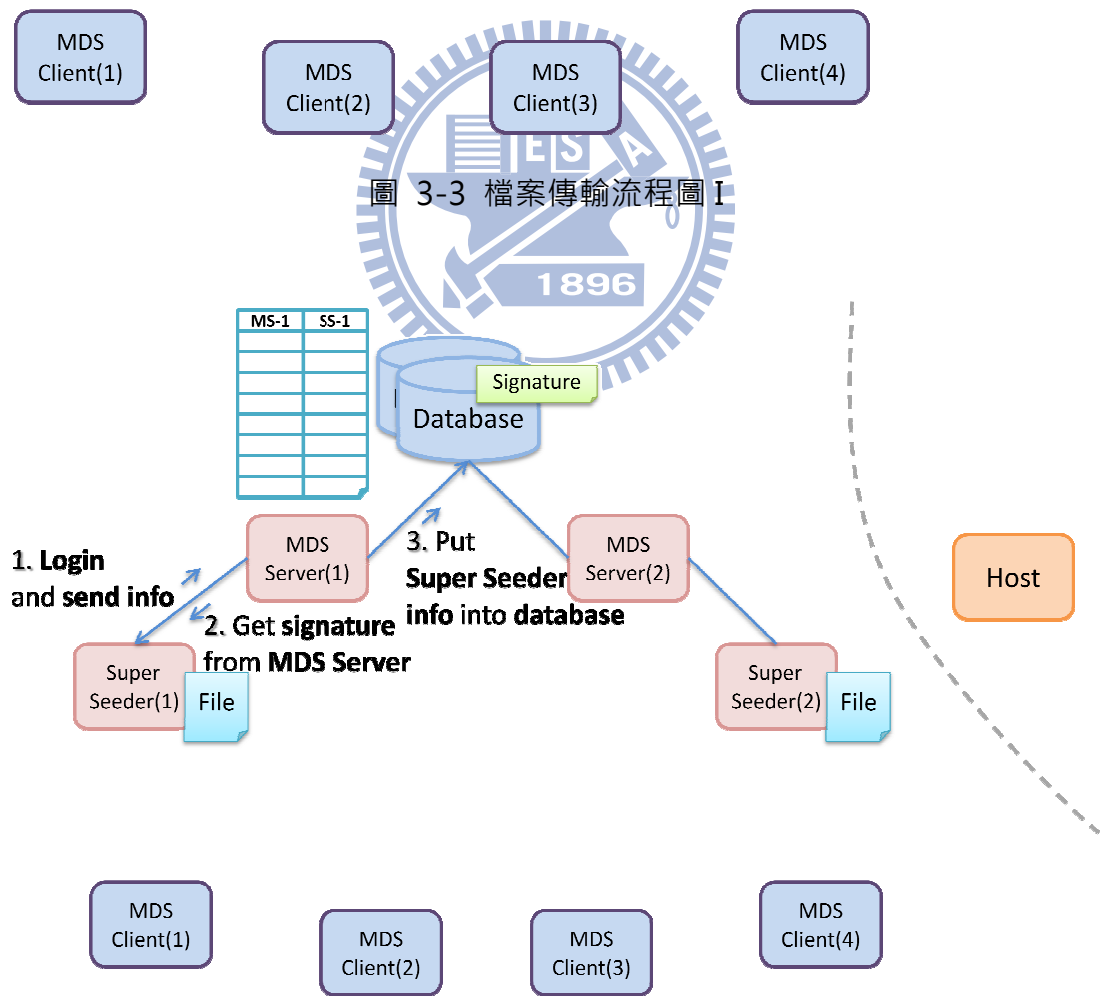 MDS
Client(1)
MDS
Client(2)
MDS
Client(3)
MDS
Client(4)
E S A
圖 3-3 檔案傳輸流程圖 I
1896
MS-1 SS-1
Signature
Database
MDS
Server(1)
3. Put
Super Seeder
info into database
MDS
Server(2)
1. Login
and send info
2. Get signature
from MDS Server
Host
Super
Seeder(1)
File
Super
Seeder(2)
File
MDS
Client(1)
MDS
Client(2)
MDS
Client(3)
MDS
Client(4)